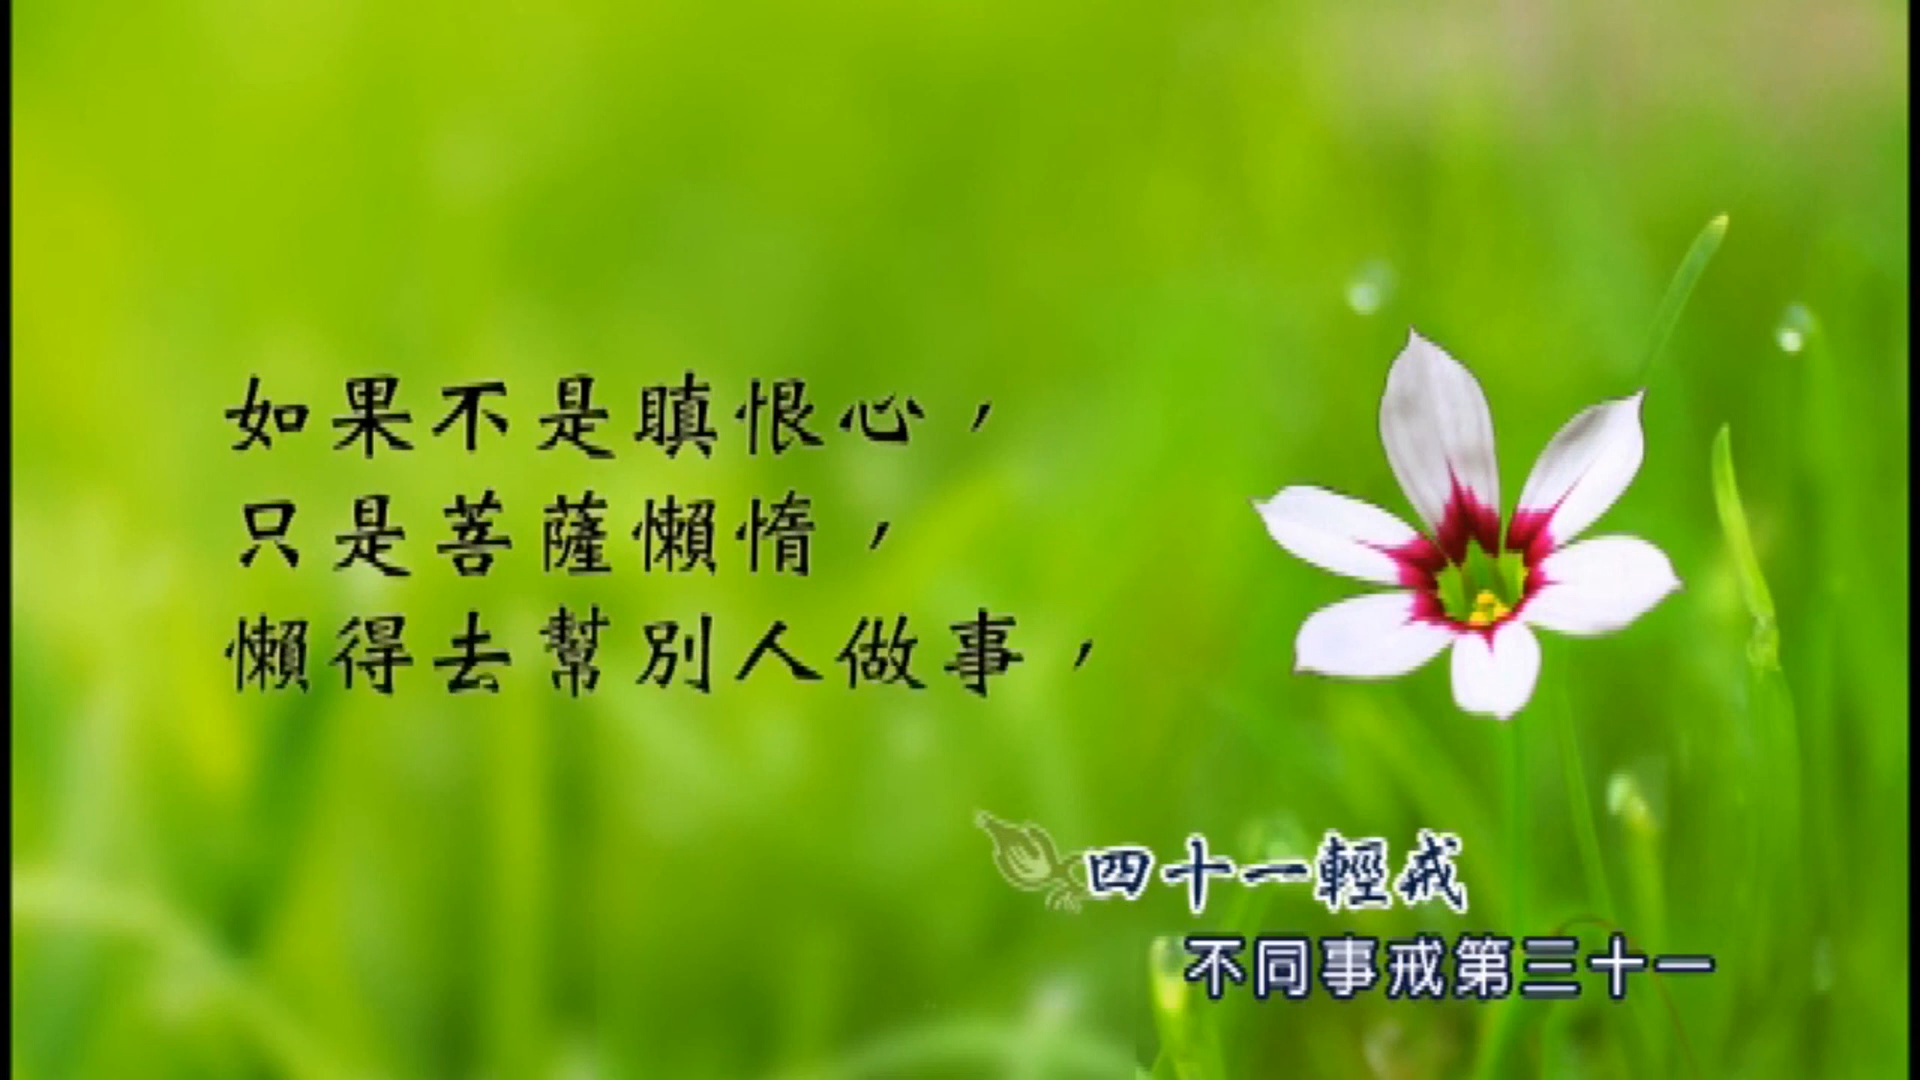 如果不是瞋恨心，
只是菩薩懶惰，
懶得去幫別人做事，
四十一輕戒
不同事戒第三十一